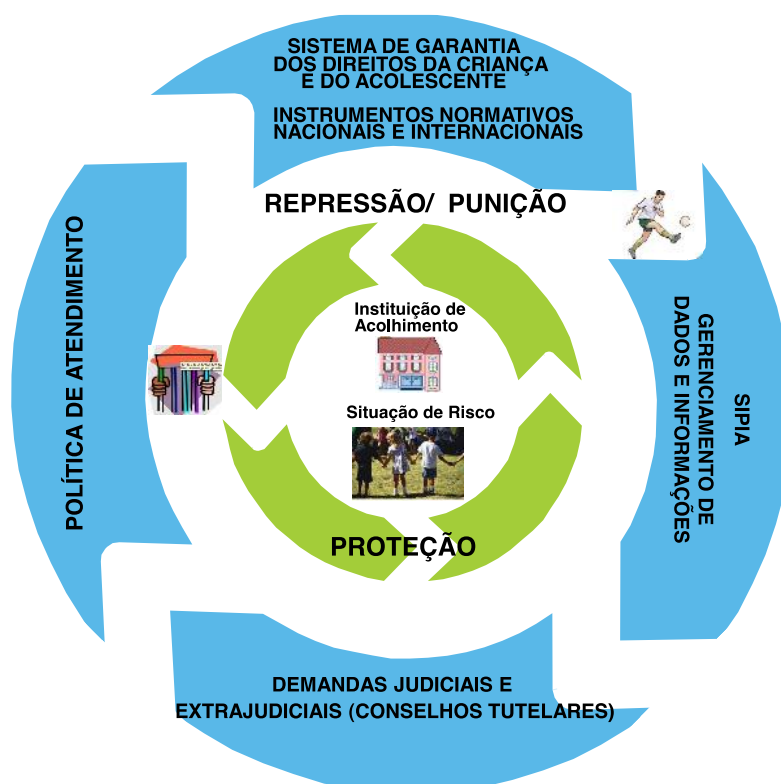 SISTEMA DE GARANTIA
DOS DIREITOS DA CRIANÇA
E DO ACOLESCENTE
INSTRUMENTOS NORMATIVOS
NACIONAIS E INTERNACIONAIS
REPRESSÃO/ PUNIÇÃO
POLÍTICA DE ATENDIMENTO
Instituição de
Acolhimento
Situação de Risco
SIPIA
GERENCIAMENTO DE
DADOS E INFORMAÇÕES
PROTEÇÃO
DEMANDAS JUDICIAIS E
EXTRAJUDICIAIS (CONSELHOS TUTELARES)